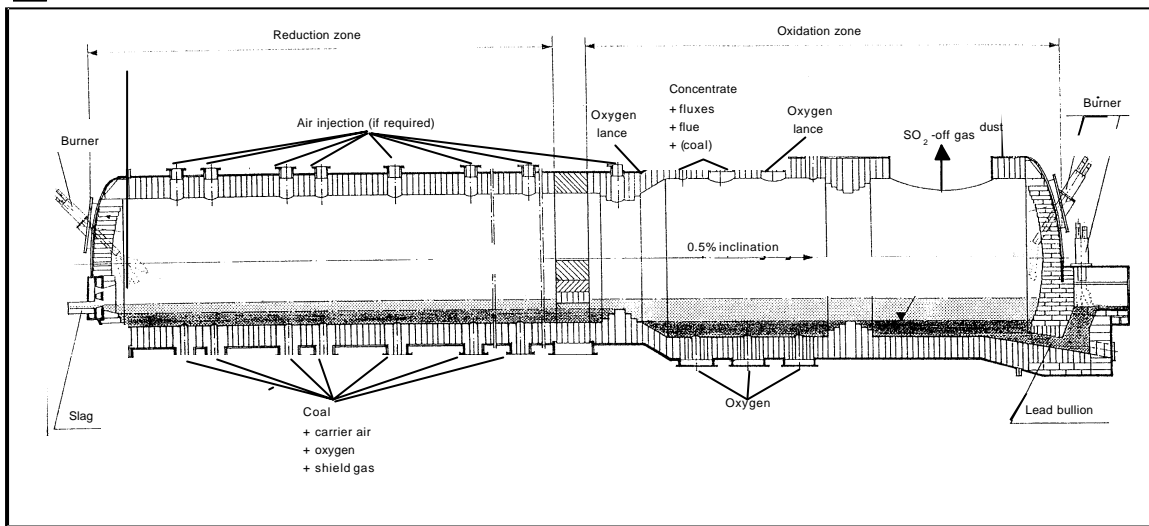 Reduction zone
Oxidation zone
Burner
Air injection (if required)
Oxygen
lance
Concentrate
+ fluxes
+ flue
+ (coal)
Oxygen
lance
SO2 -off gas dust
Burner
0.5% inclination
Slag
Coal
+ carrier air
+ oxygen
+ shield gas
Oxygen
Lead bullion